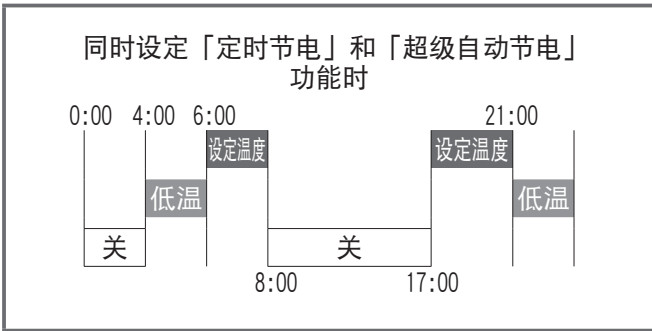 同时设定「定时节电」和「超级自动节电」
功能时
0:00 4:00 6:00 21:00
设定温度 设定温度
低温 低温
关 关
8:00 17:00